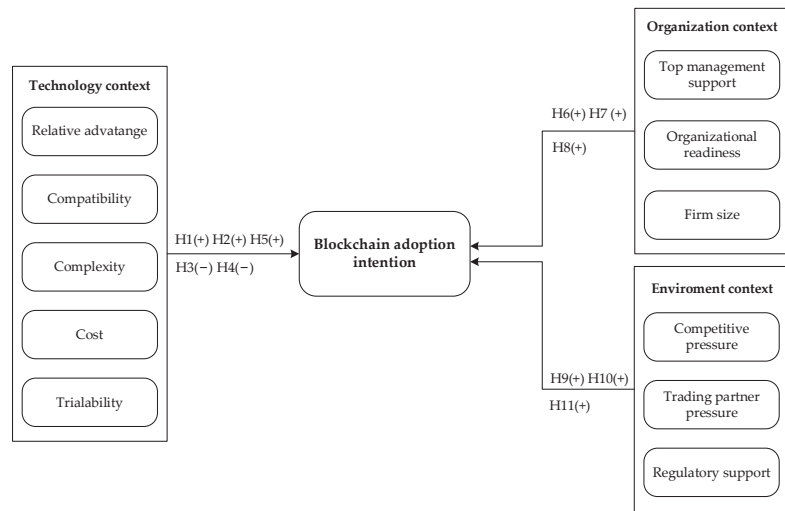 Technology context
Relative advatange
Compatibility
Complexity
Cost
Trialability
H1(+) H2(+) H5(+)
H3(−) H4(−)
Blockchain adoption
intention
H6(+) H7 (+)
H8(+)
Organization context
Top management
support
Organizational
readiness
Firm size
H9(+) H10(+)
H11(+)
Enviroment context
Competitive
pressure
Trading partner
pressure
Regulatory support